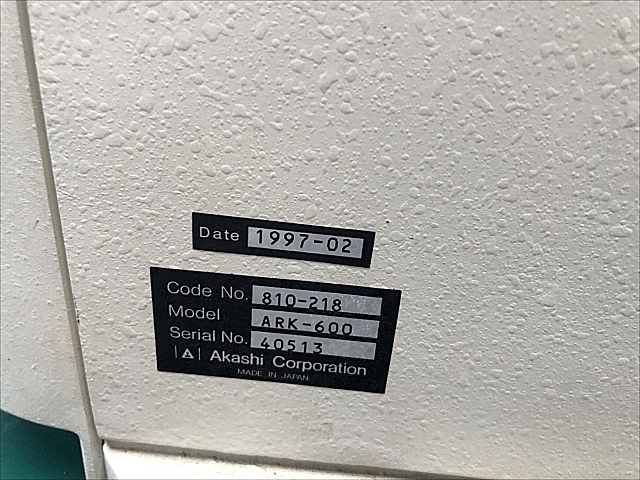 Date 1997-02
Code No. 810-218
Model ARK-600
Serial No. 40513
Akashi Corporation
MADE IN JAPAN